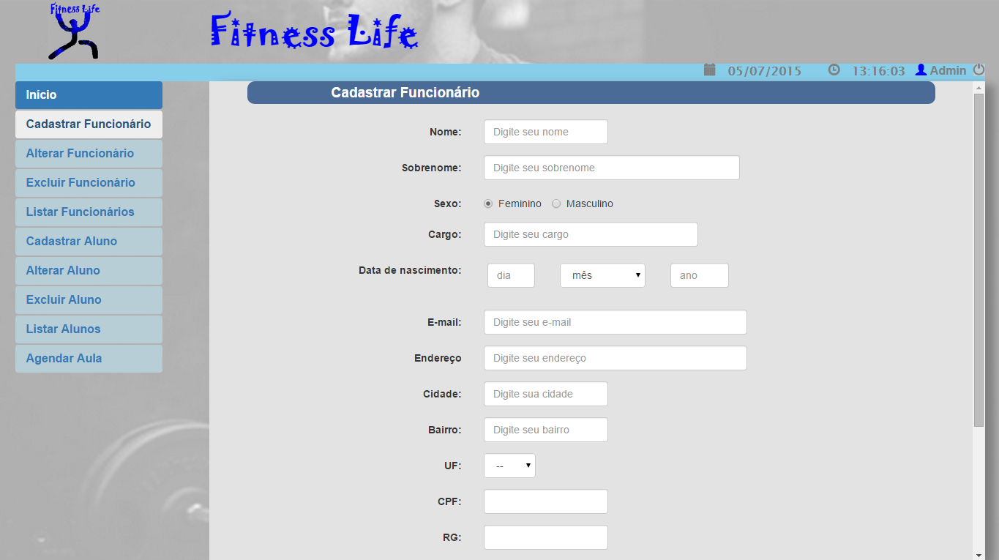 Fitness Life
Fitness Life
05/07/2015 13:16:03 Admin
Início
Cadastrar Funcionário
Alterar Funcionário
Excluir Funcionário
Listar Funcionários
Cadastrar Aluno
Alterar Aluno
Excluir Aluno
Listar Alunos
Agendar Aula
Cadastrar Funcionário
Nome: Digite seu nome
Sobrenome: Digite seu sobrenome
Sexo: Feminino Masculino
Cargo: Digite seu cargo
Data de nascimento: dia mês ano
E-mail: Digite seu e-mail
Endereço Digite seu endereço
Cidade: Digite sua cidade
Bairro: Digite seu bairro
UF: --
CPF:
RG: